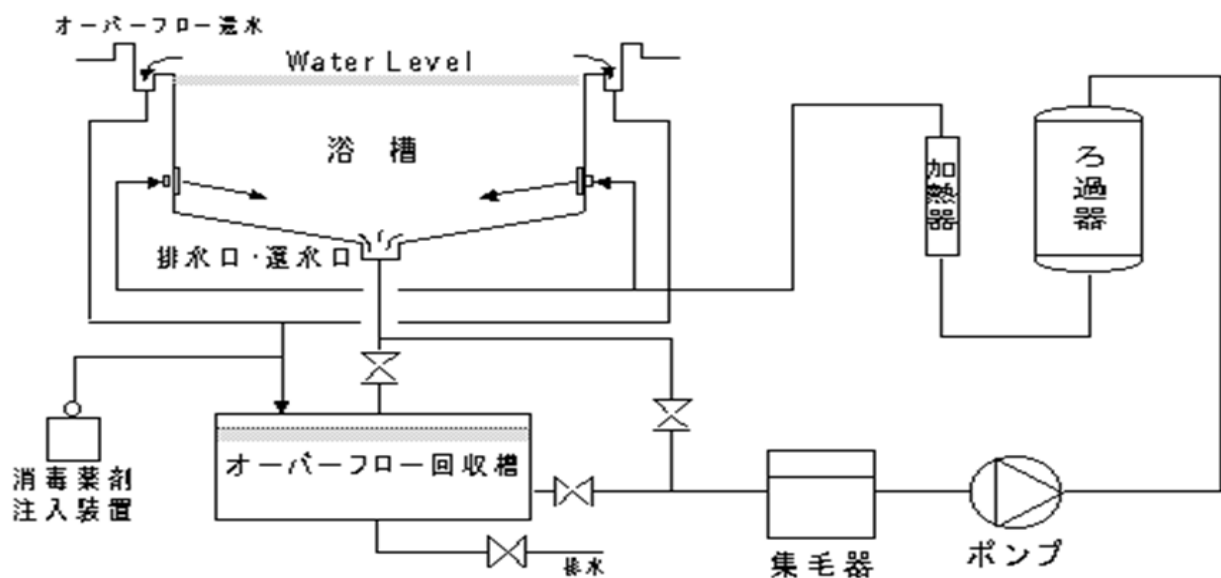 オーバーフロー還水
Water Level
浴 槽
加熱器
ろ過器
排水口・還水口
オーバーフロー回収槽
消毒薬剤
注入装置
排水
集毛器
ポンプ